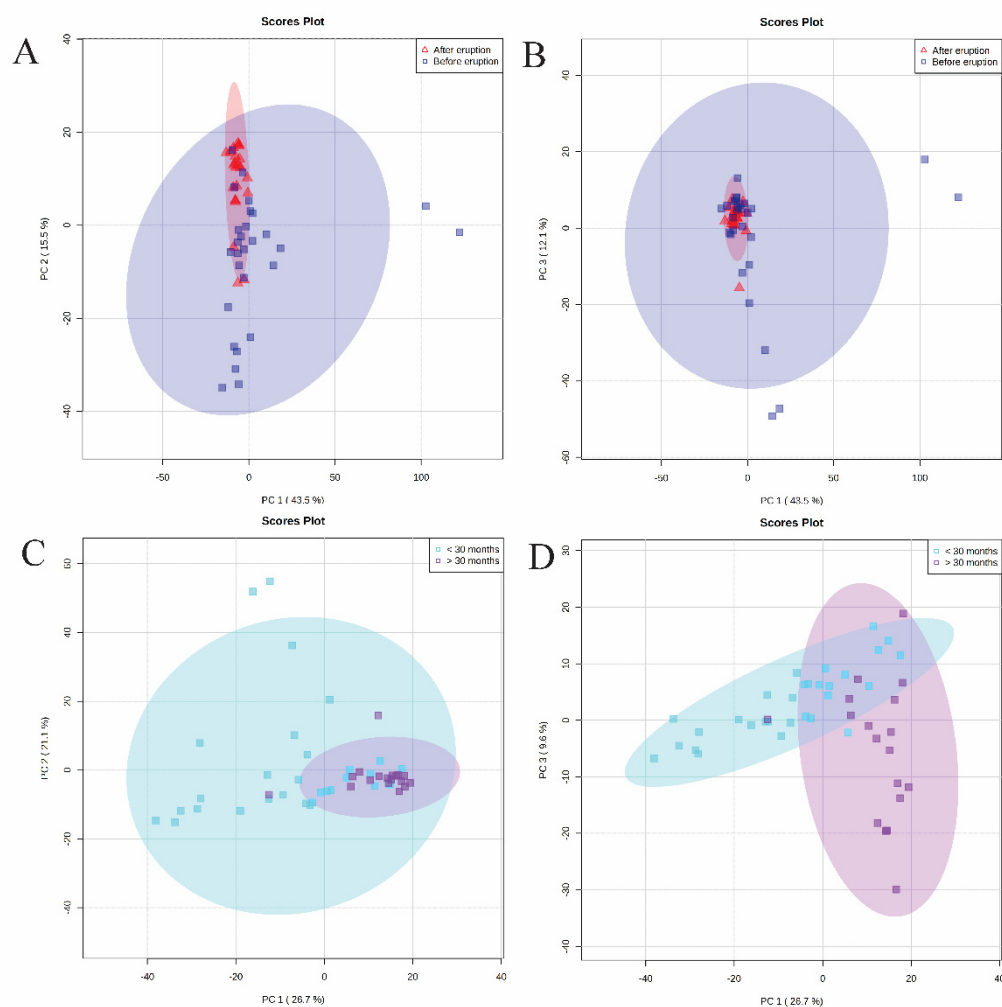 A
Scores Plot
After eruption
Before eruption
40
20
0
-20
-40
PC 2 ( 15.5 %)
-50
0
50
100
PC 1 ( 43.5 %)
B
Scores Plot
After eruption
Before eruption
40
20
0
-20
-40
-60
PC 3 ( 12.1 %)
-50
0
50
100
PC 1 ( 43.5 %)
C
Scores Plot
< 30 months
> 30 months
60
40
20
0
-20
-40
PC 2 ( 21.1 %)
-40
-20
0
20
40
PC 1 ( 26.7 %)
D
Scores Plot
< 30 months
> 30 months
30
20
10
0
-10
-20
-30
-40
PC 3 ( 9.6 %)
-40
-20
0
20
40
PC 1 ( 26.7 %)